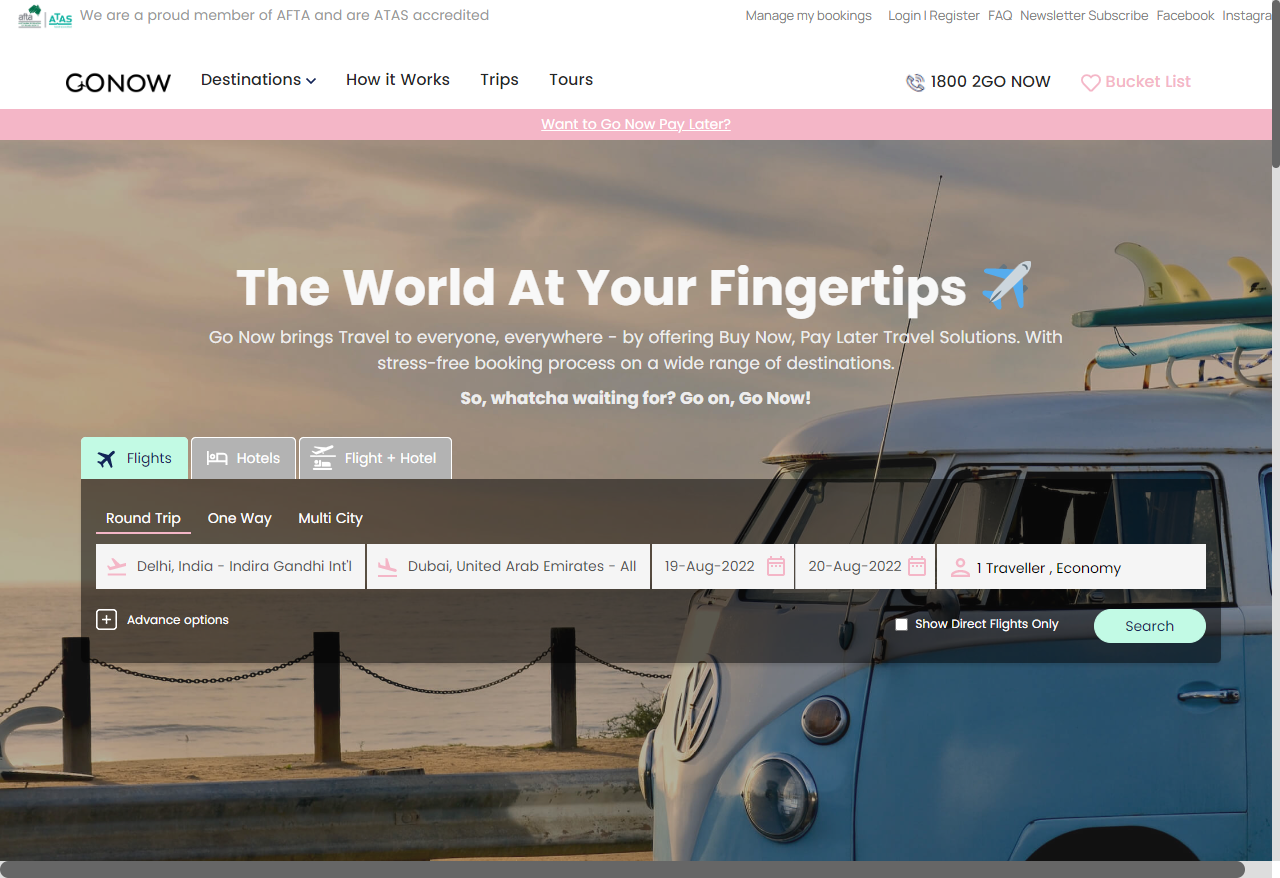 afta
ATAS
We are a proud member of AFTA and are ATAS accredited
Manage my bookings
Login | Register
FAQ
Newsletter Subscribe
Facebook
Instagra
GONOW
Destinations
How it Works
Trips
Tours
1800 2GO NOW
Bucket List
Want to Go Now Pay Later?
The World At Your Fingertips
Go Now brings Travel to everyone, everywhere - by offering Buy Now, Pay Later Travel Solutions. With
stress-free booking process on a wide range of destinations.
So, whatcha waiting for? Go on, Go Now!
Flights
Hotels
Flight + Hotel
Round Trip
One Way
Multi City
Delhi, India - Indira Gandhi Int'l
Dubai, United Arab Emirates - All
19-Aug-2022
20-Aug-2022
1 Traveller , Economy
Advance options
Show Direct Flights Only
Search